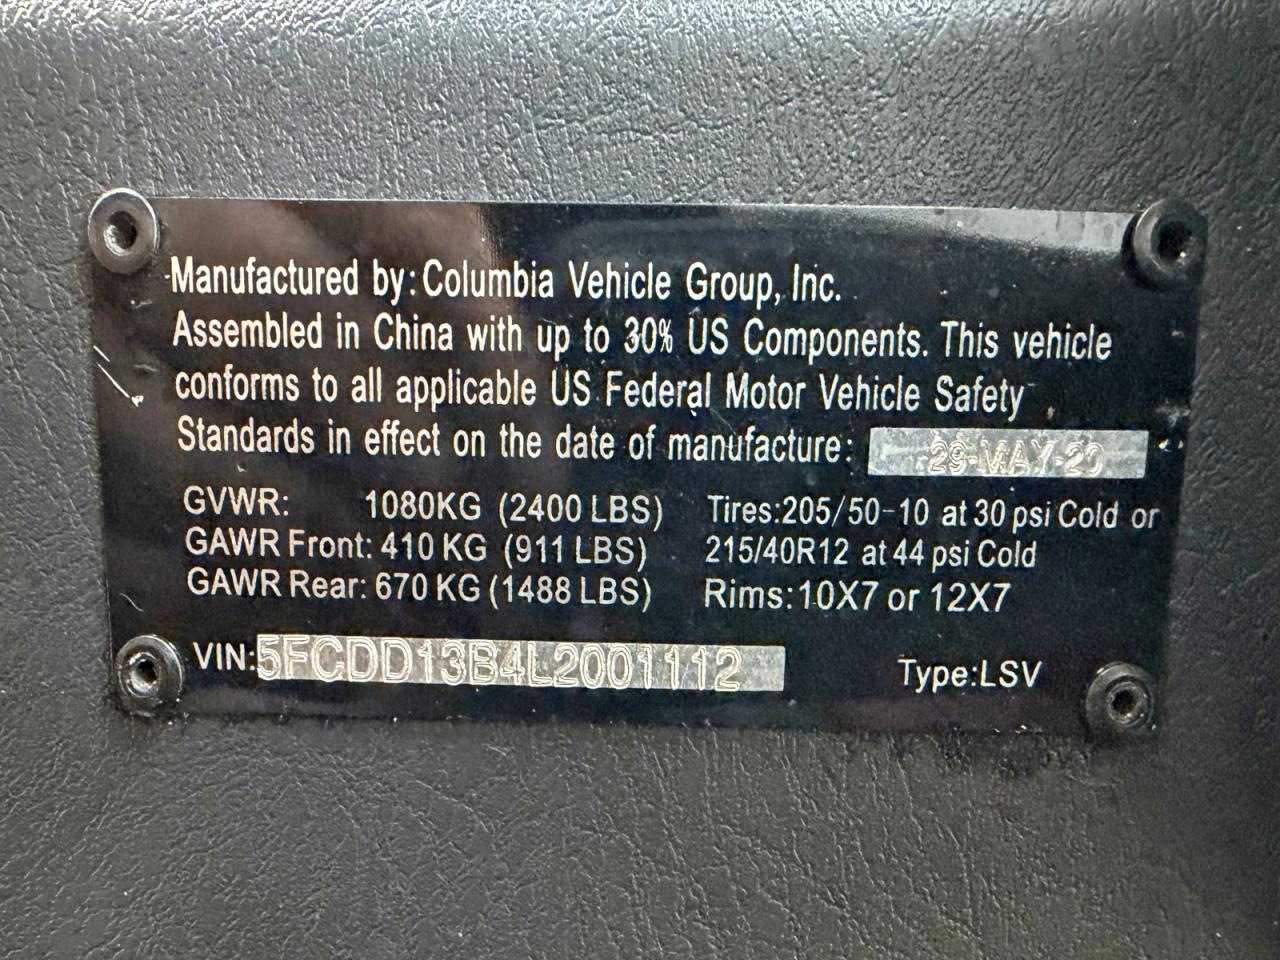 Manufactured by: Columbia Vehicle Group, Inc.
Assembled in China with up to 30% US Components. This vehicle
conforms to all applicable US Federal Motor Vehicle Safety
Standards in effect on the date of manufacture: 29-MAY-20
GVWR: 1080KG (2400 LBS) Tires:205/50-10 at 30 psi Cold or
GAWR Front: 410 KG (911 LBS) 215/40R12 at 44 psi Cold
GAWR Rear: 670 KG (1488 LBS) Rims: 10X7 or 12X7
VIN: 5FCDD13B4L2001112 Type:LSV